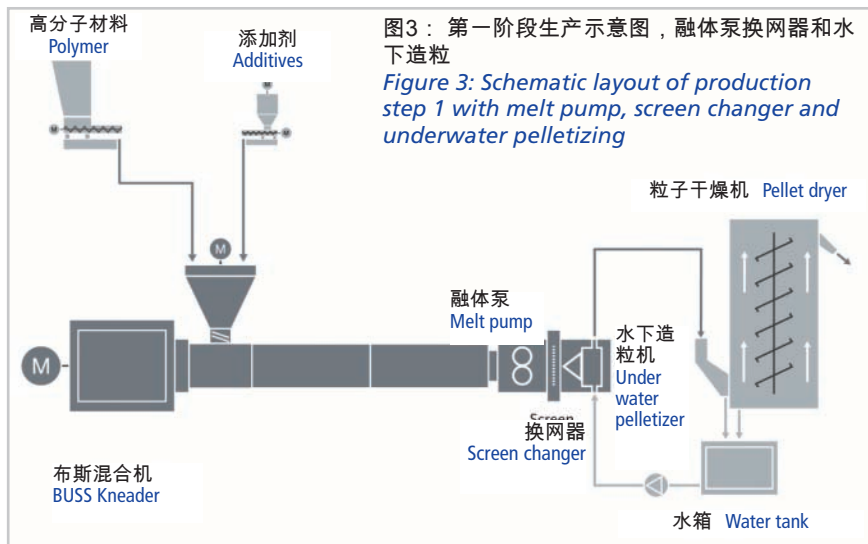 高分子材料
Polymer
添加剂
Additives
图3： 第一阶段生产示意图，融体泵换网器和水
下造粒
Figure 3: Schematic layout of production
step 1 with melt pump, screen changer and
underwater pelletizing
M
M
M
粒子干燥机 Pellet dryer
融体泵
Melt pump
水下造
粒机
Under
water
pelletizer
M
Screen
换网器
Screen changer
布斯混合机
BUSS Kneader
水箱 Water tank